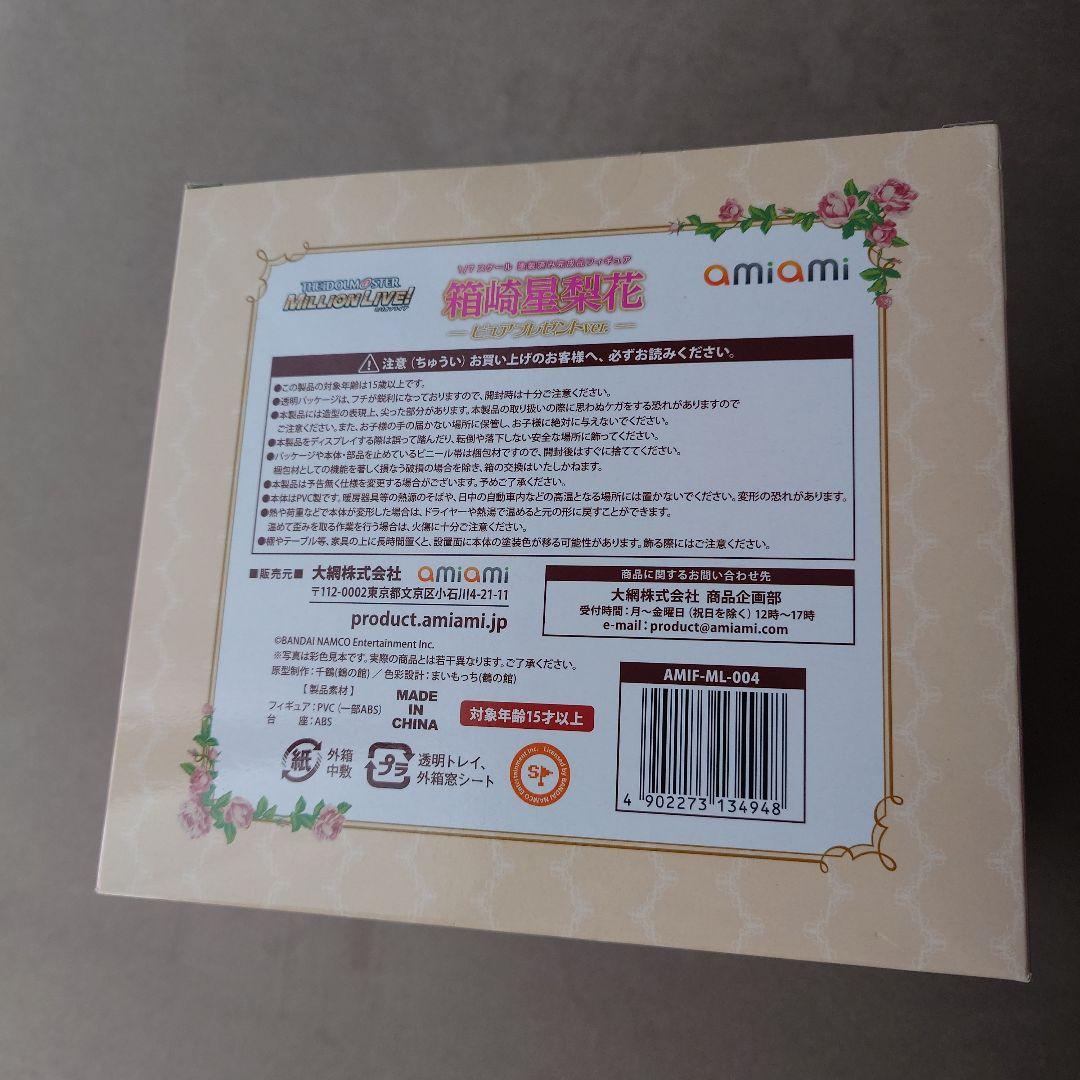 1/7 スケール 塗装済み完成品フィギュア
THE IDOLM@STER
MILLION LIVE!
箱崎星梨花
ピュアプレゼントver.
amiami
注意(ちゅうい)お買い上げのお客様へ、必ずお読みください。
●この製品の対象年齢は15歳以上です。
●透明パッケージは、フチが鋭利になっておりますので、開封時は十分ご注意ください。
●本製品には造型の表現上、尖った部分があります。本製品の取り扱いの際に思わぬケガをする恐れがありますので
ご注意ください。また、お子様の手の届かない場所に保管し、お子様に絶対に与えないでください。
●本製品をディスプレイする際は誤って踏んだり、転倒や落下しない安全な場所に飾ってください。
●パッケージや本体・部品を止めているビニール帯は梱包材ですので、開封後はすぐに捨ててください。
梱包材としての機能を著しく損なう破損の場合を除き、箱の交換はいたしかねます。
●本製品は予告無く仕様を変更する場合がございます。予めご了承ください。
●本体はPVC製です。暖房器具等の熱源のそばや、日中の自動車内などの高温となる場所には置かないでください。変形の恐れがあります。
●熱や荷重などで本体が変形した場合は、ドライヤーや熱湯で温めると元の形に戻すことができます。
温めて歪みを取る作業を行う場合は、火傷に十分ご注意ください。
●棚やテーブル等、家具の上に長時間置くと、設置面に本体の塗装色が移る可能性があります。飾る際にはご注意ください。
■販売元■ 大網株式会社 amiami
〒112-0002東京都文京区小石川4-21-11
product.amiami.jp
商品に関するお問い合わせ先
大網株式会社 商品企画部
受付時間:月〜金曜日(祝日を除く)12時〜17時
e-mail:product@amiami.com
©BANDAI NAMCO Entertainment Inc.
※写真は彩色見本です。実際の商品とは若干異なります。ご了承ください。
原型制作:千鶴(鶴の館)/ 色彩設計:まいもっち(鶴の館)
【製品素材】
フィギュア:PVC(一部ABS)
台 座:ABS
MADE
IN
CHINA
対象年齢15才以上
AMIF-ML-004
4 902273 134948
紙
外箱
中敷
プラ
透明トレイ、
外箱窓シート
Licensed by BANDAI NAMCO Entertainment Inc.
SP